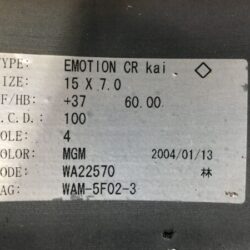 TYPE: EMOTION CR kai ◇
SIZE: 15 X 7.0
F/HB: +37 60.00
.C.D.: 100
OLE: 4
OLOR: MGM 2004/01/13
ODE: WA22570 林
AG: WAM-5F02-3